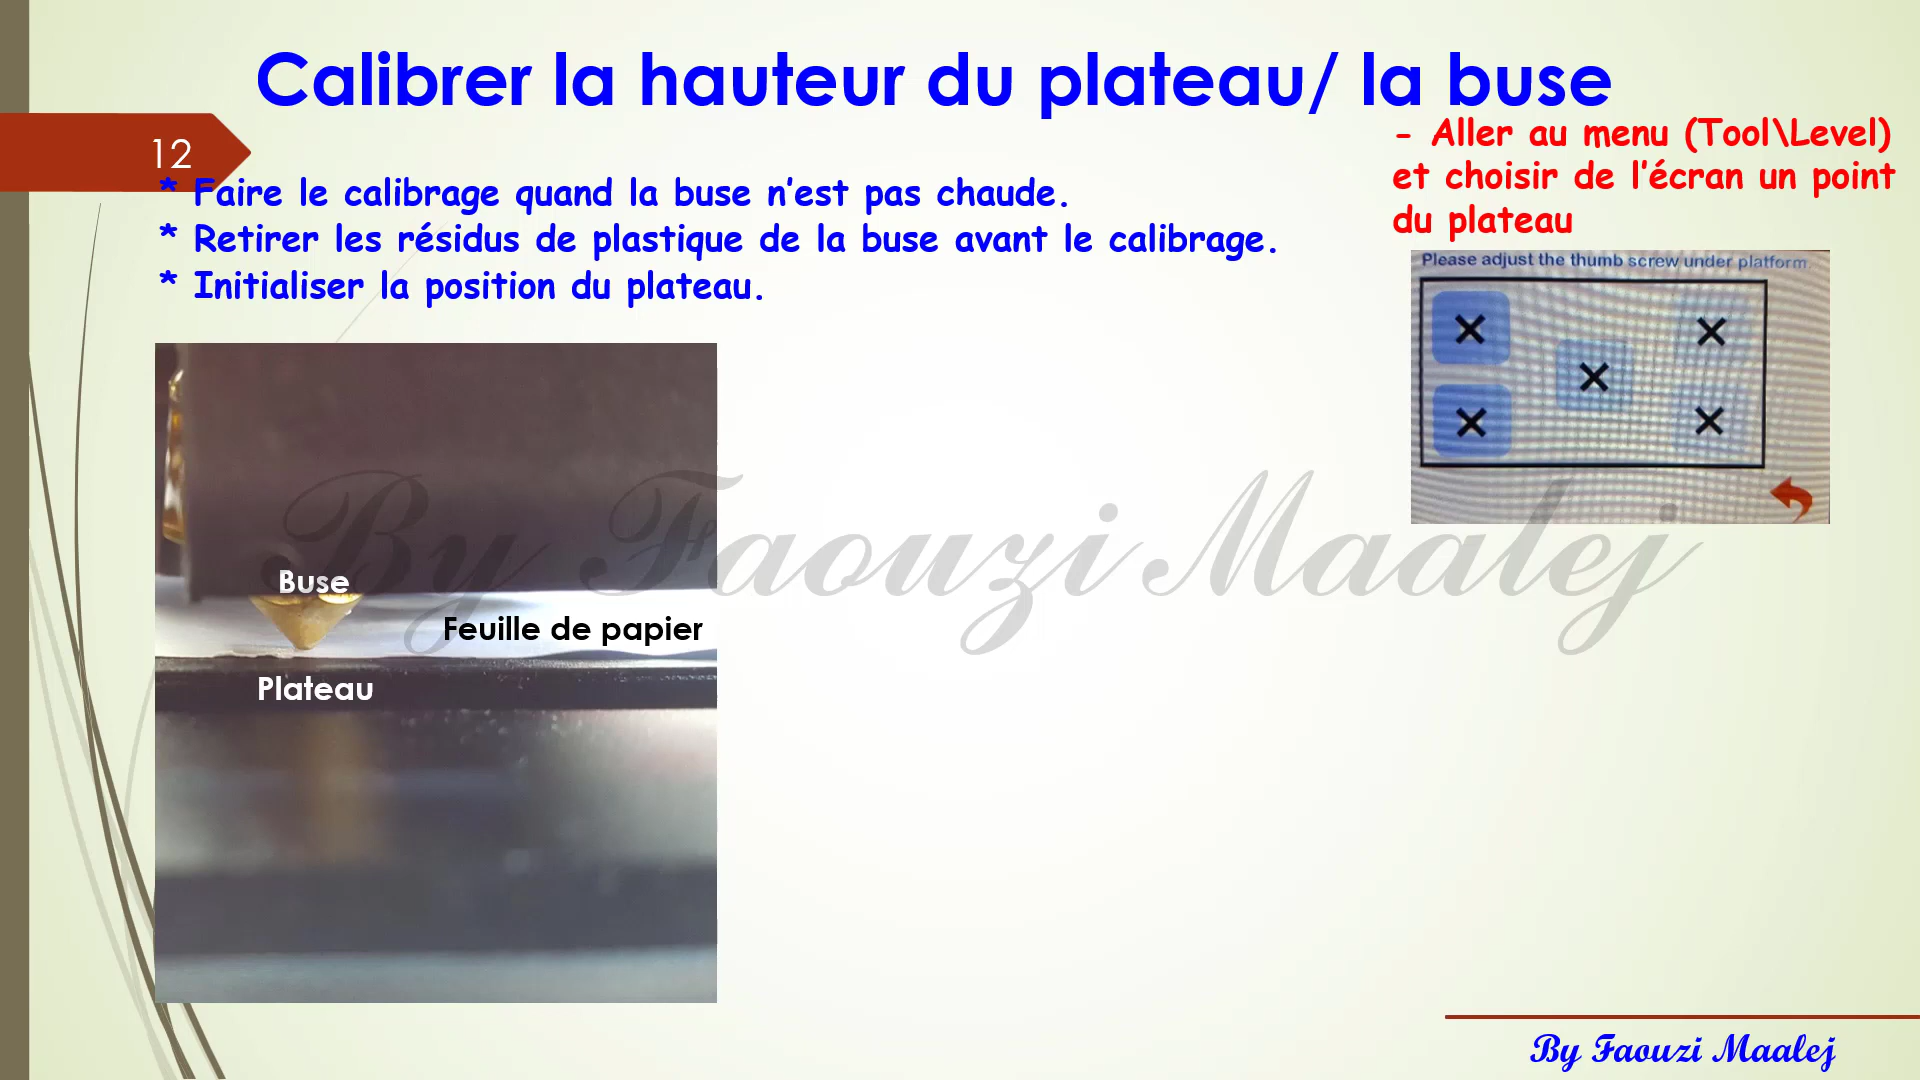 Calibrer la hauteur du plateau/ la buse
12
* Faire le calibrage quand la buse n’est pas chaude.
* Retirer les résidus de plastique de la buse avant le calibrage.
* Initialiser la position du plateau.
- Aller au menu (Tool\Level)
et choisir de l’écran un point
du plateau
Please adjust the thumb screw under platform.
Buse
Feuille de papier
Plateau
By Faouzi Maalej
By Faouzi Maalej